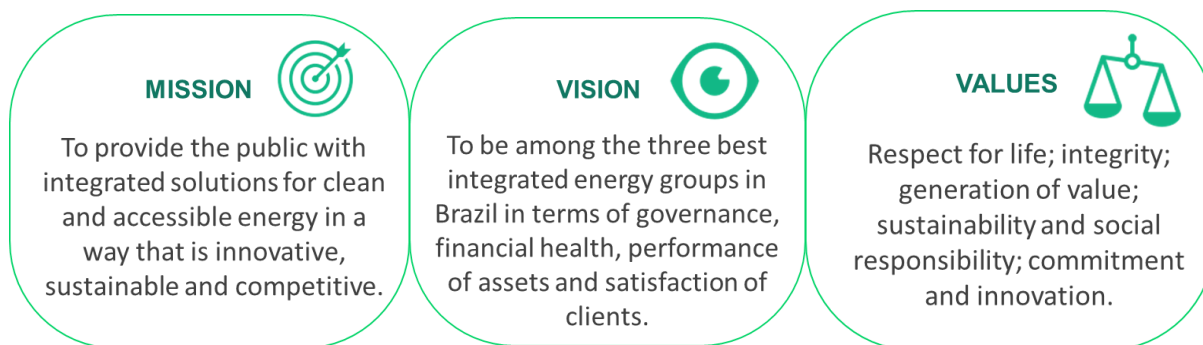 MISSION
To provide the public with
integrated solutions for clean
and accessible energy in a
way that is innovative,
sustainable and competitive.
VISION
To be among the three best
integrated energy groups in
Brazil in terms of governance,
financial health, performance
of assets and satisfaction of
clients.
VALUES
Respect for life; integrity;
generation of value;
sustainability and social
responsibility; commitment
and innovation.